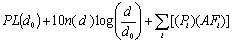 PL(d₀) + 10n(d) log(d/d₀) + ∑ᵢ[(Pᵢ)(AFᵢ)]